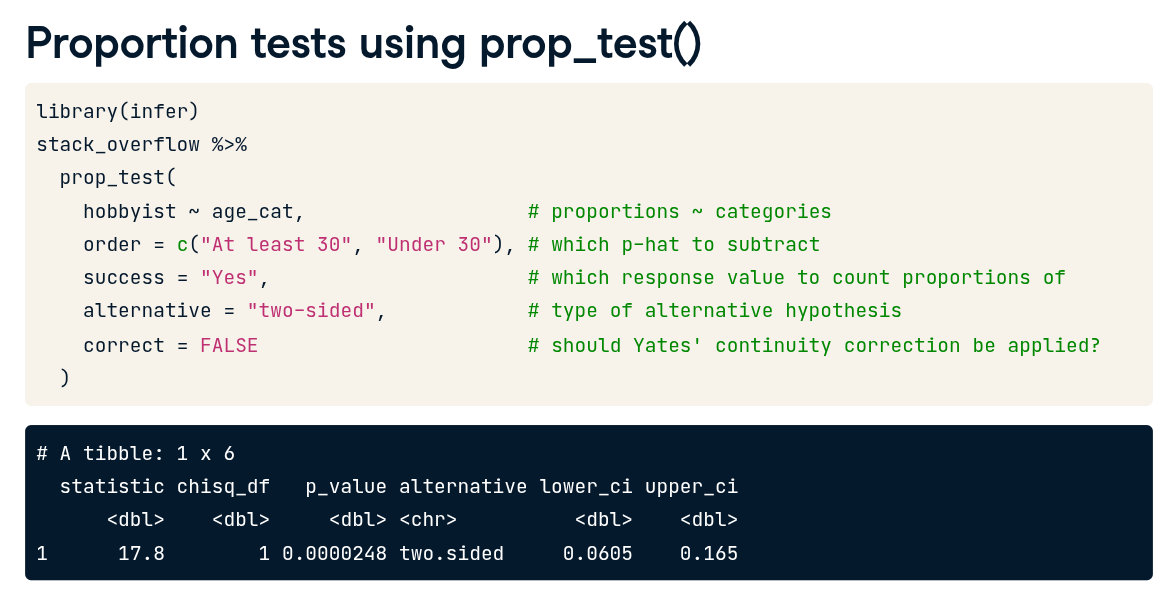 Proportion tests using prop_test()
library(infer)
stack_overflow %>%
  prop_test(
    hobbyist ~ age_cat,                   # proportions ~ categories
    order = c("At least 30", "Under 30"), # which p-hat to subtract
    success = "Yes",                      # which response value to count proportions of
    alternative = "two-sided",            # type of alternative hypothesis
    correct = FALSE                       # should Yates' continuity correction be applied?
  )
# A tibble: 1 x 6
  statistic chisq_df   p_value alternative lower_ci upper_ci
      <dbl>    <dbl>     <dbl> <chr>          <dbl>    <dbl>
1      17.8        1 0.0000248 two.sided     0.0605    0.165